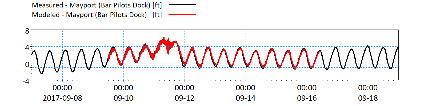 Measured - Mayport (Bar Pilots Dock) [ft]
Modeled - Mayport (Bar Pilots Dock) [ft]
8
4
0
-4
00:00 00:00 00:00 00:00 00:00 00:00
2017-09-08 09-10 09-12 09-14 09-16 09-18